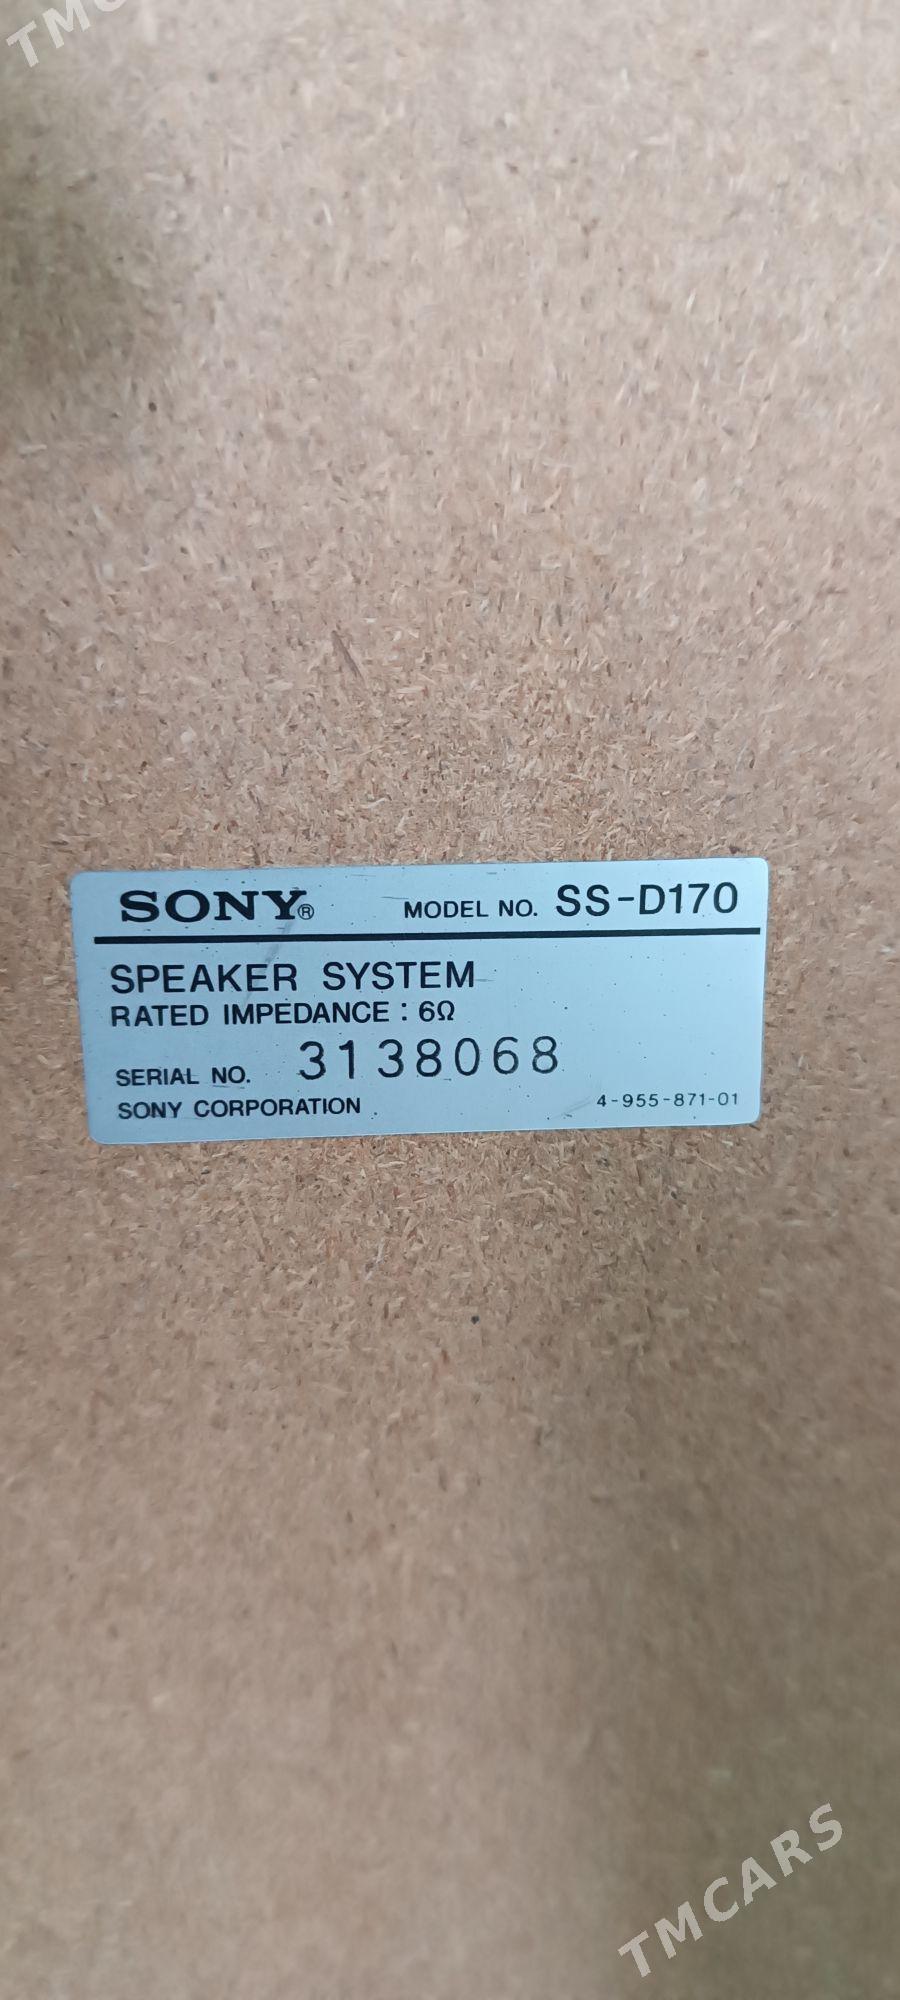 TMC
SONY® MODEL NO. SS-D170
SPEAKER SYSTEM
RATED IMPEDANCE : 6Ω
SERIAL NO. 3138068
SONY CORPORATION 4-955-871-01
TMCARS